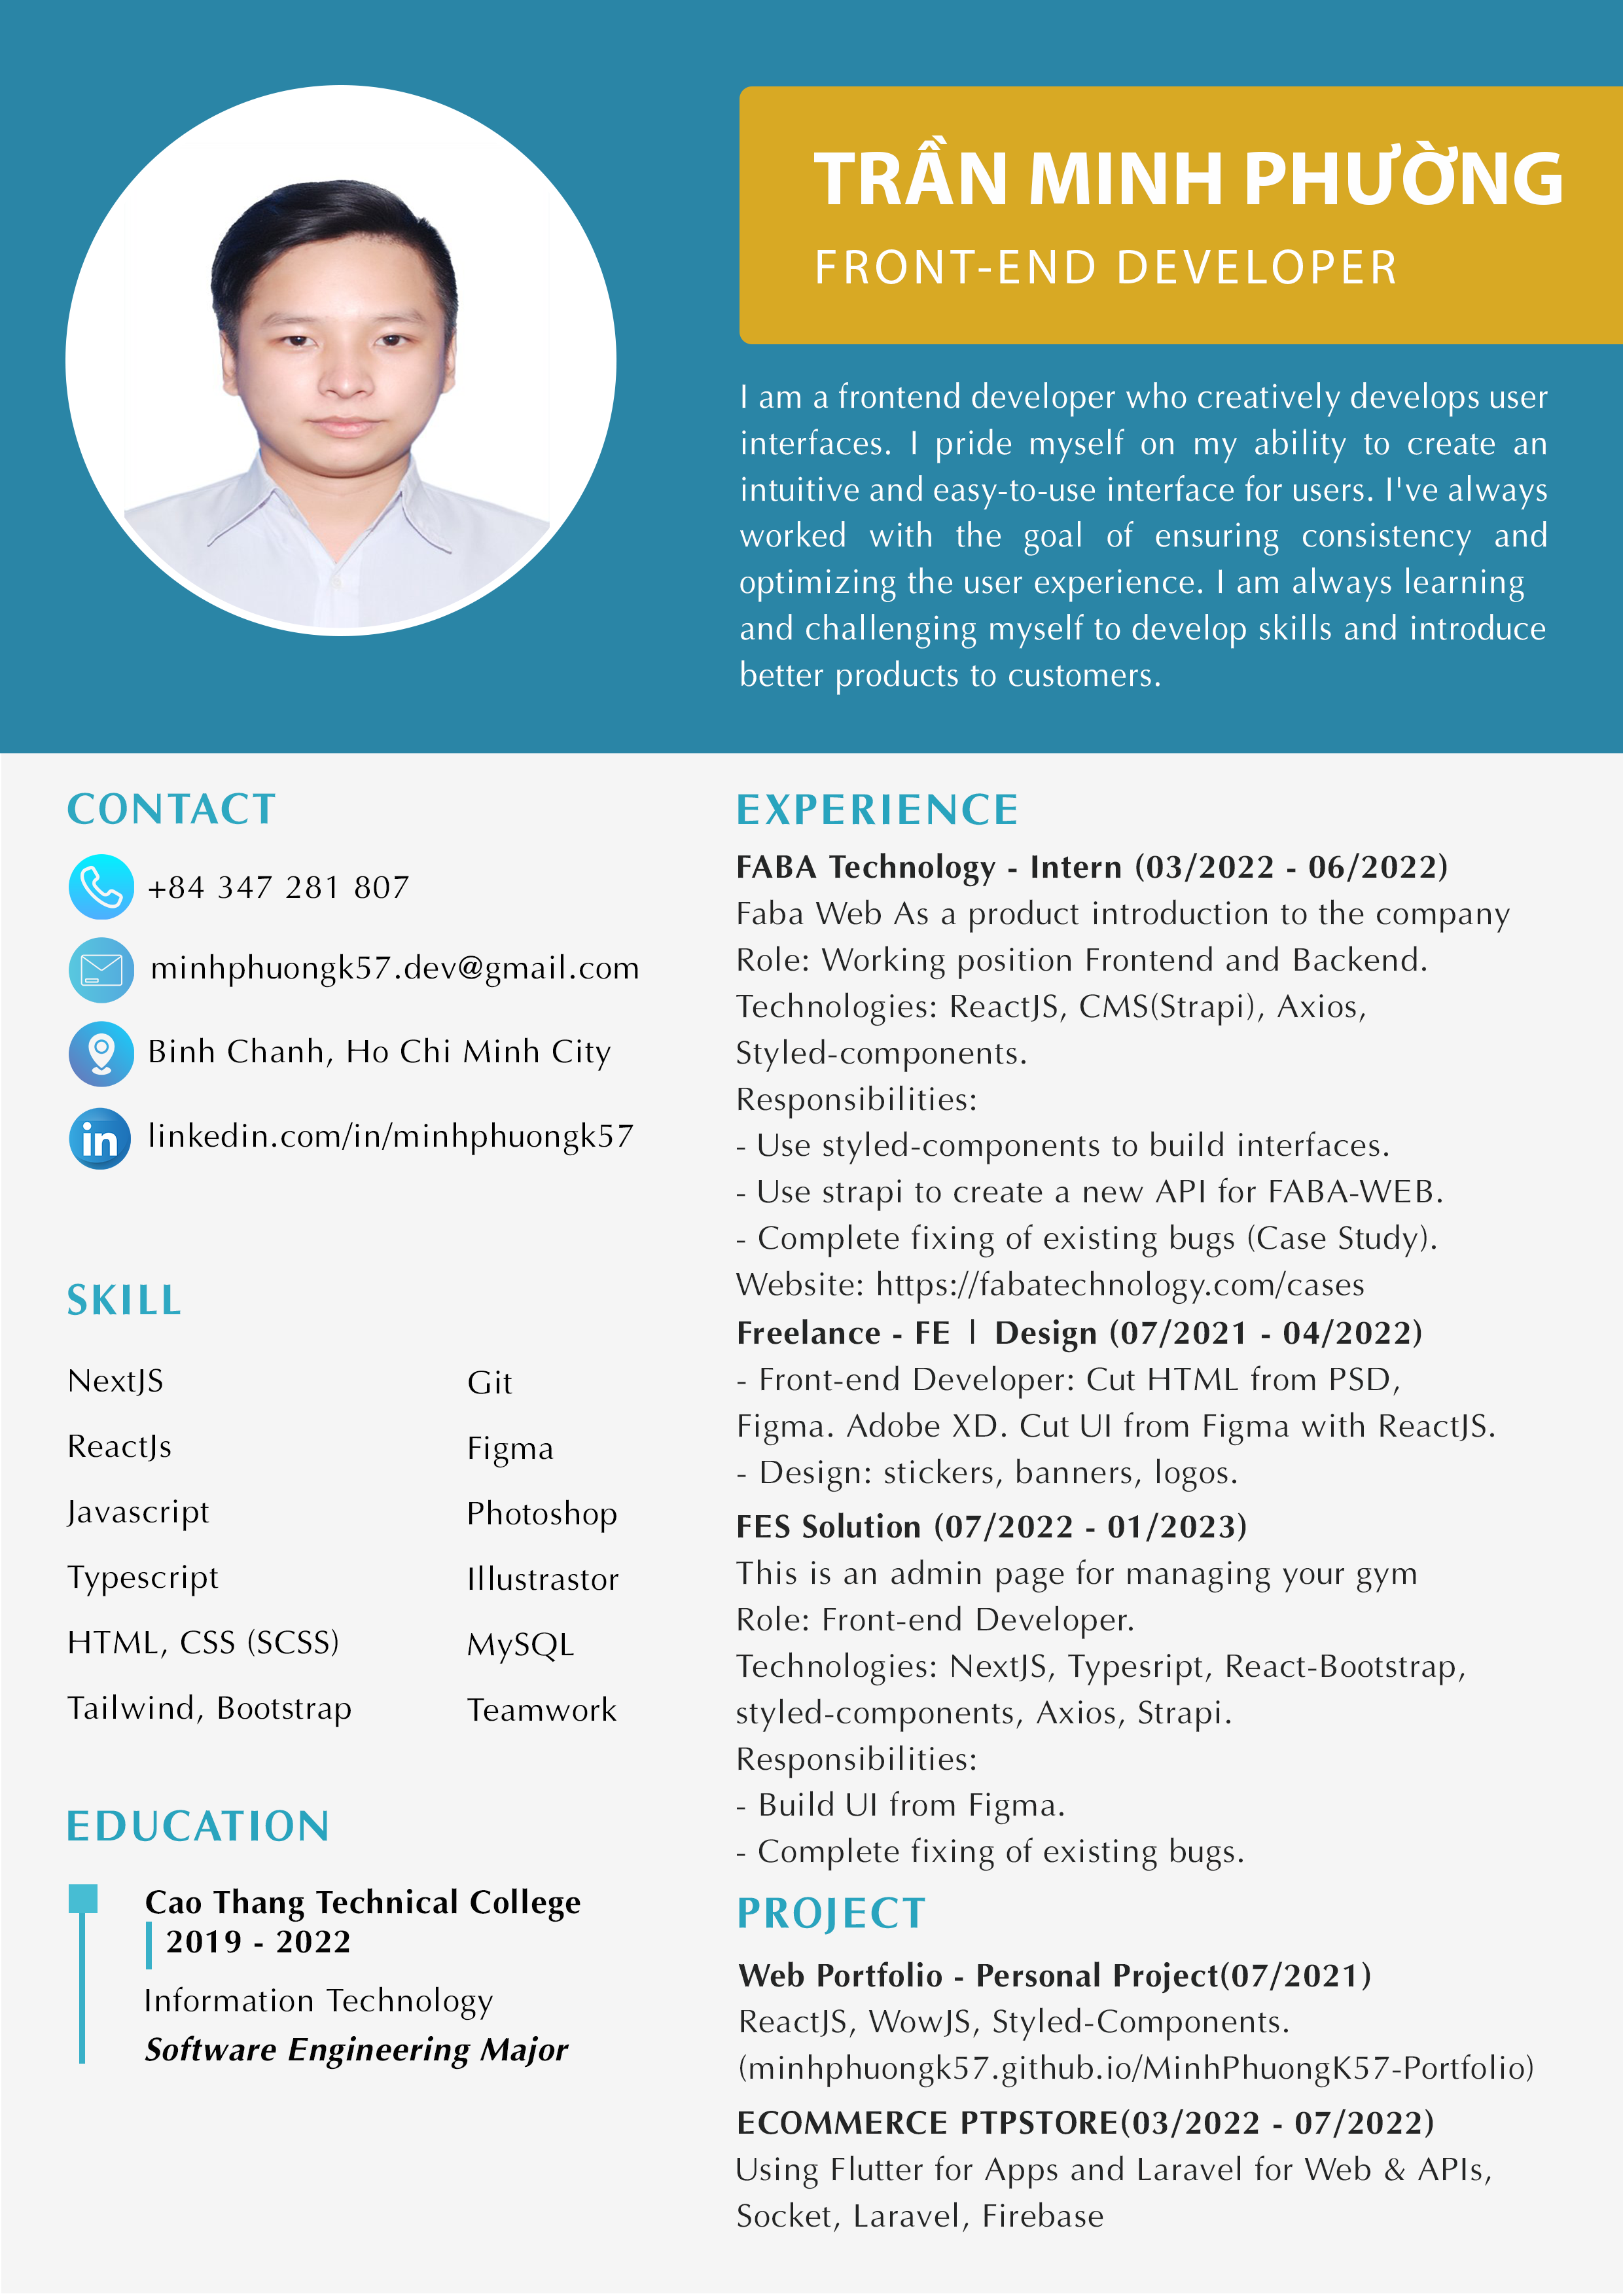 TRẦN MINH PHƯỜNG
FRONT-END DEVELOPER
I am a frontend developer who creatively develops user
interfaces. I pride myself on my ability to create an
intuitive and easy-to-use interface for users. I've always
worked with the goal of ensuring consistency and
optimizing the user experience. I am always learning
and challenging myself to develop skills and introduce
better products to customers.
CONTACT
+84 347 281 807
minhphuongk57.dev@gmail.com
Binh Chanh, Ho Chi Minh City
in linkedin.com/in/minhphuongk57
SKILL
NextJS
ReactJs
Javascript
Typescript
HTML, CSS (SCSS)
Tailwind, Bootstrap
Git
Figma
Photoshop
Illustrastor
MySQL
Teamwork
EDUCATION
Cao Thang Technical College
2019 - 2022
Information Technology
Software Engineering Major
EXPERIENCE
FABA Technology - Intern (03/2022 - 06/2022)
Faba Web As a product introduction to the company
Role: Working position Frontend and Backend.
Technologies: ReactJS, CMS(Strapi), Axios,
Styled-components.
Responsibilities:
- Use styled-components to build interfaces.
- Use strapi to create a new API for FABA-WEB.
- Complete fixing of existing bugs (Case Study).
Website: https://fabatechnology.com/cases
Freelance - FE | Design (07/2021 - 04/2022)
- Front-end Developer: Cut HTML from PSD,
Figma. Adobe XD. Cut UI from Figma with ReactJS.
- Design: stickers, banners, logos.
FES Solution (07/2022 - 01/2023)
This is an admin page for managing your gym
Role: Front-end Developer.
Technologies: NextJS, Typesript, React-Bootstrap,
styled-components, Axios, Strapi.
Responsibilities:
- Build UI from Figma.
- Complete fixing of existing bugs.
PROJECT
Web Portfolio - Personal Project(07/2021)
ReactJS, WowJS, Styled-Components.
(minhphuongk57.github.io/MinhPhuongK57-Portfolio)
ECOMMERCE PTPSTORE(03/2022 - 07/2022)
Using Flutter for Apps and Laravel for Web & APIs,
Socket, Laravel, Firebase